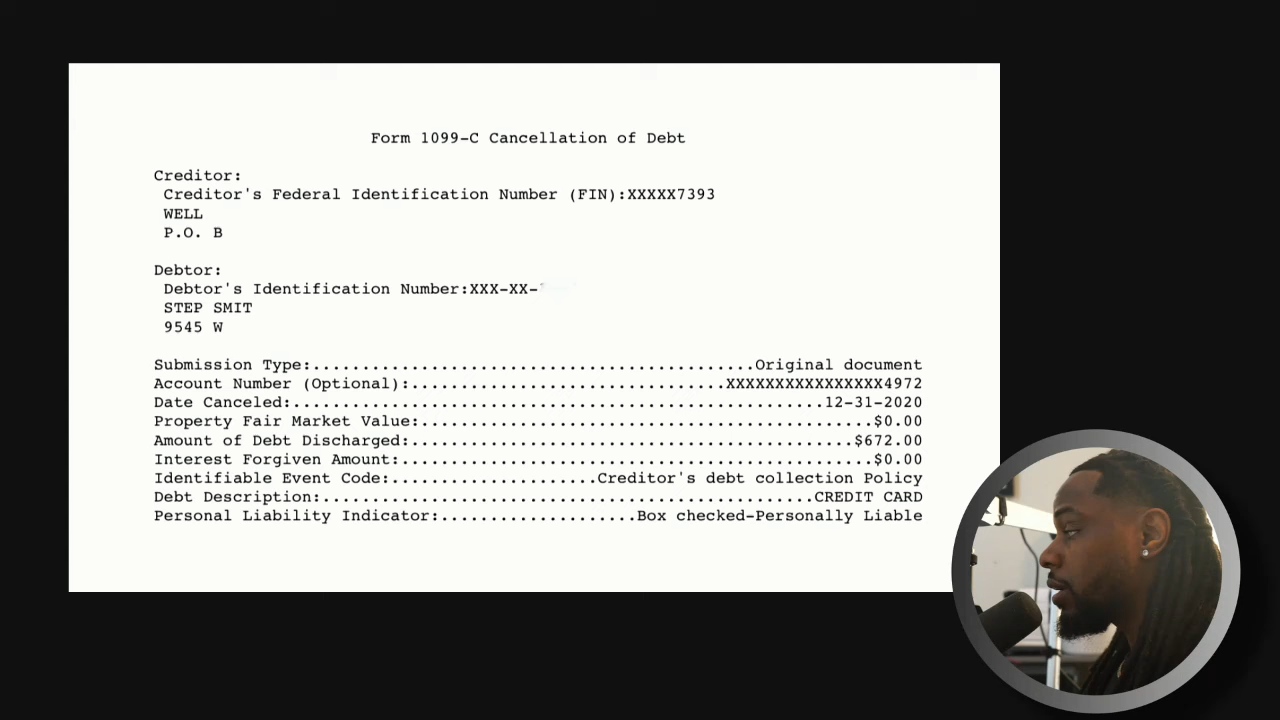 Form 1099-C Cancellation of Debt
Creditor:
Creditor's Federal Identification Number (FIN):XXXXX7393
WELL
P.O. B
Debtor:
Debtor's Identification Number:XXX-XX-
STEP SMIT
9545 W
Submission Type:.............................................Original document
Account Number (Optional):................................XXXXXXXXXXXXXXXX4972
Date Canceled:......................................................12-31-2020
Property Fair Market Value:..............................................$0.00
Amount of Debt Discharged:.............................................$672.00
Interest Forgiven Amount:................................................$0.00
Identifiable Event Code:.....................Creditor's debt collection Policy
Debt Description:..................................................CREDIT CARD
Personal Liability Indicator:....................Box checked-Personally Liable